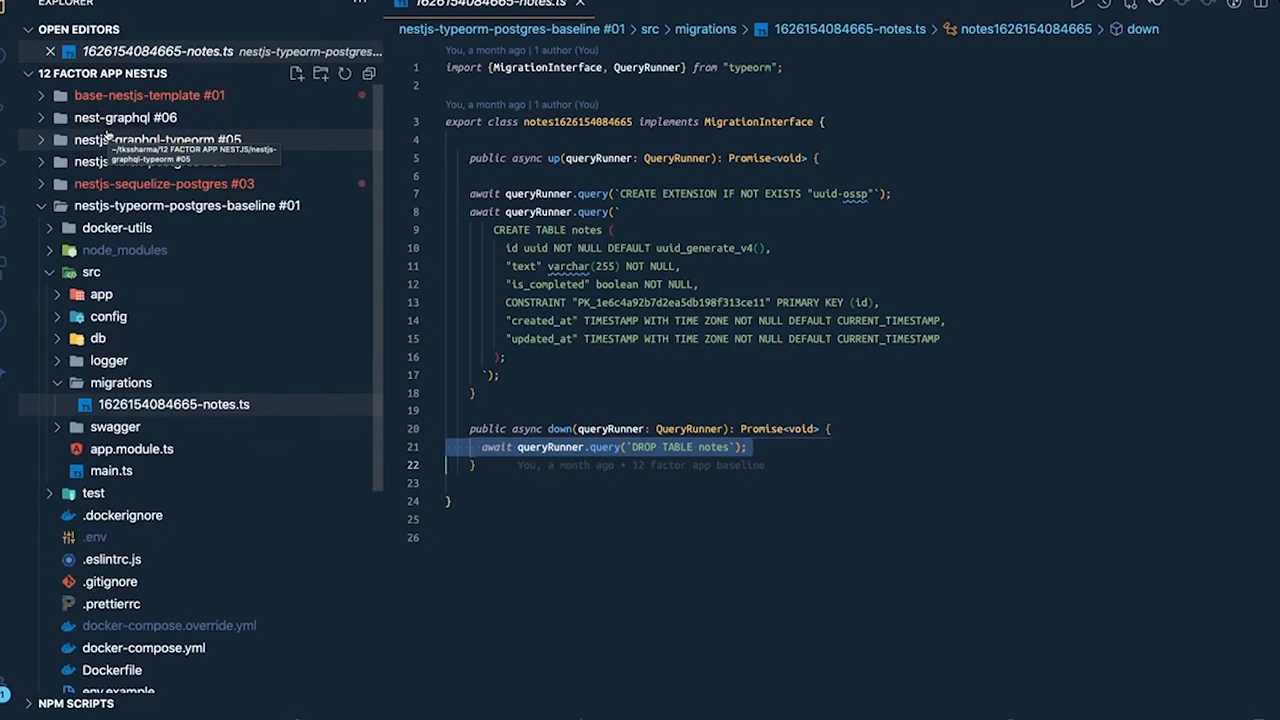 EXPLORER
OPEN EDITORS
1626154084665-notes.ts nestjs-typeorm-postgres...
12 FACTOR APP NESTJS
base-nestjs-template #01
nest-graphql #06
nestjs-graphql-typeorm #05
~/tkssharma/12 FACTOR APP NESTJS/nestjs-
graphql-typeorm #05
nestjs-sequelize-postgres #03
nestjs-typeorm-postgres-baseline #01
docker-utils
node_modules
src
app
config
db
logger
migrations
1626154084665-notes.ts
swagger
app.module.ts
main.ts
test
.dockerignore
.env
.eslintrc.js
.gitignore
.prettierrc
docker-compose.override.yml
docker-compose.yml
Dockerfile
env.example
NPM SCRIPTS
1
1626154084665-notes.ts
nestjs-typeorm-postgres-baseline #01 > src > migrations > 1626154084665-notes.ts > notes1626154084665 > down
You, a month ago | 1 author (You)
1 import {MigrationInterface, QueryRunner} from "typeorm";
2
You, a month ago | 1 author (You)
3 export class notes1626154084665 implements MigrationInterface {
4
5 public async up(queryRunner: QueryRunner): Promise<void> {
6
7 await queryRunner.query(`CREATE EXTENSION IF NOT EXISTS "uuid-ossp"`);
8 await queryRunner.query(`
9 CREATE TABLE notes (
10 id uuid NOT NULL DEFAULT uuid_generate_v4(),
11 "text" varchar(255) NOT NULL,
12 "is_completed" boolean NOT NULL,
13 CONSTRAINT "PK_1e6c4a92b7d2ea5db198f313ce11" PRIMARY KEY (id),
14 "created_at" TIMESTAMP WITH TIME ZONE NOT NULL DEFAULT CURRENT_TIMESTAMP,
15 "updated_at" TIMESTAMP WITH TIME ZONE NOT NULL DEFAULT CURRENT_TIMESTAMP
16 );
17 `);
18 }
19
20 public async down(queryRunner: QueryRunner): Promise<void> {
21 await queryRunner.query(`DROP TABLE notes`);
22 } You, a month ago • 12 factor app baseline
23
24 }
25
26